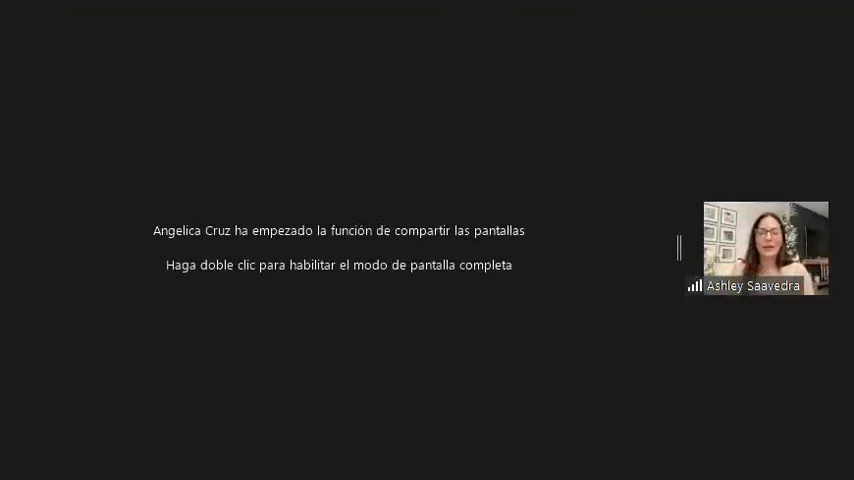 Angelica Cruz ha empezado la función de compartir las pantallas
Haga doble clic para habilitar el modo de pantalla completa
Ashley Saavedra